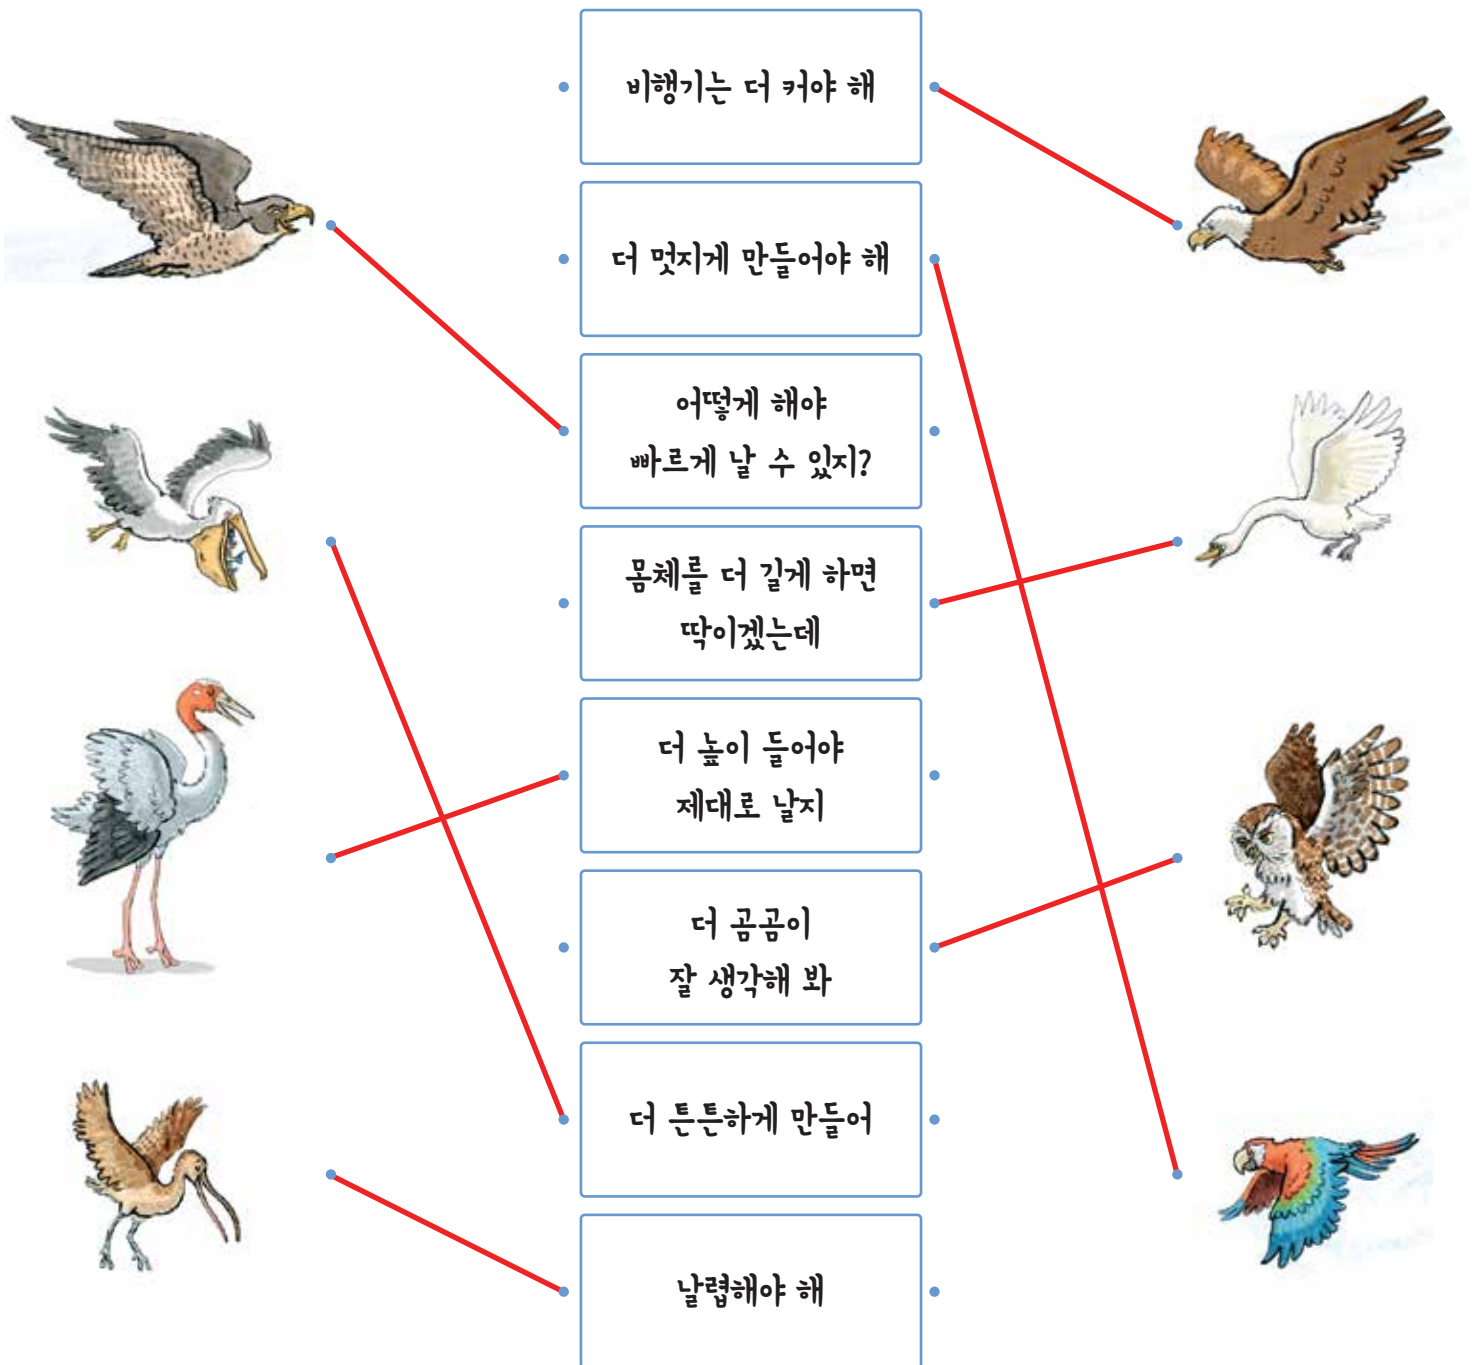 비행기는 더 커야 해
더 멋지게 만들어야 해
어떻게 해야
빠르게 날 수 있지?
몸체를 더 길게 하면
딱이겠는데
더 높이 들어야
제대로 날지
더 곰곰이
잘 생각해 봐
더 튼튼하게 만들어
날렵해야 해